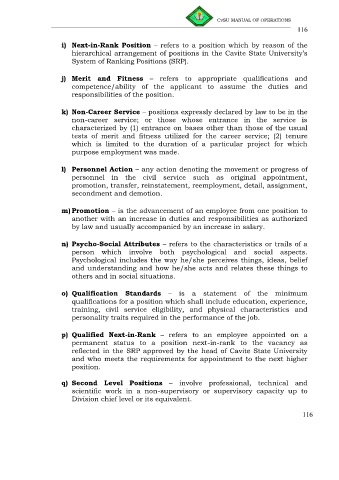 CvSU MANUAL OF OPERATIONS
116
i) Next-in-Rank Position – refers to a position which by reason of the
hierarchical arrangement of positions in the Cavite State University's
System of Ranking Positions (SRP).
j) Merit and Fitness – refers to appropriate qualifications and
competence/ability of the applicant to assume the duties and
responsibilities of the position.
k) Non-Career Service – positions expressly declared by law to be in the
non-career service; or those whose entrance in the service is
characterized by (1) entrance on bases other than those of the usual
tests of merit and fitness utilized for the career service; (2) tenure
which is limited to the duration of a particular project for which
purpose employment was made.
l) Personnel Action – any action denoting the movement or progress of
personnel in the civil service such as original appointment,
promotion, transfer, reinstatement, reemployment, detail, assignment,
secondment and demotion.
m) Promotion – is the advancement of an employee from one position to
another with an increase in duties and responsibilities as authorized
by law and usually accompanied by an increase in salary.
n) Psycho-Social Attributes – refers to the characteristics or trails of a
person which involve both psychological and social aspects.
Psychological includes the way he/she perceives things, ideas, belief
and understanding and how he/she acts and relates these things to
others and in social situations.
o) Qualification Standards – is a statement of the minimum
qualifications for a position which shall include education, experience,
training, civil service eligibility, and physical characteristics and
personality traits required in the performance of the job.
p) Qualified Next-in-Rank – refers to an employee appointed on a
permanent status to a position next-in-rank to the vacancy as
reflected in the SRP approved by the head of Cavite State University
and who meets the requirements for appointment to the next higher
position.
q) Second Level Positions – involve professional, technical and
scientific work in a non-supervisory or supervisory capacity up to
Division chief level or its equivalent.
116